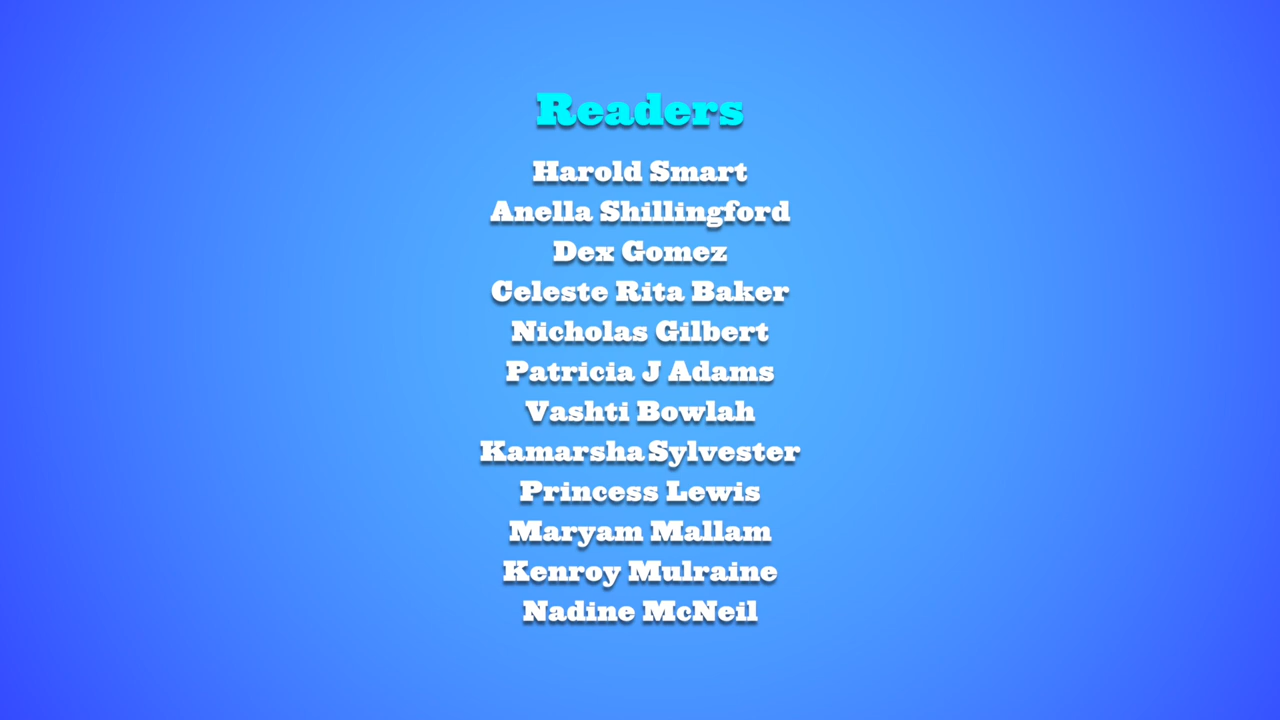 Readers
Harold Smart
Anella Shillingford
Dex Gomez
Celeste Rita Baker
Nicholas Gilbert
Patricia J Adams
Vashti Bowlah
Kamarsha Sylvester
Princess Lewis
Maryam Mallam
Kenroy Mulraine
Nadine McNeil